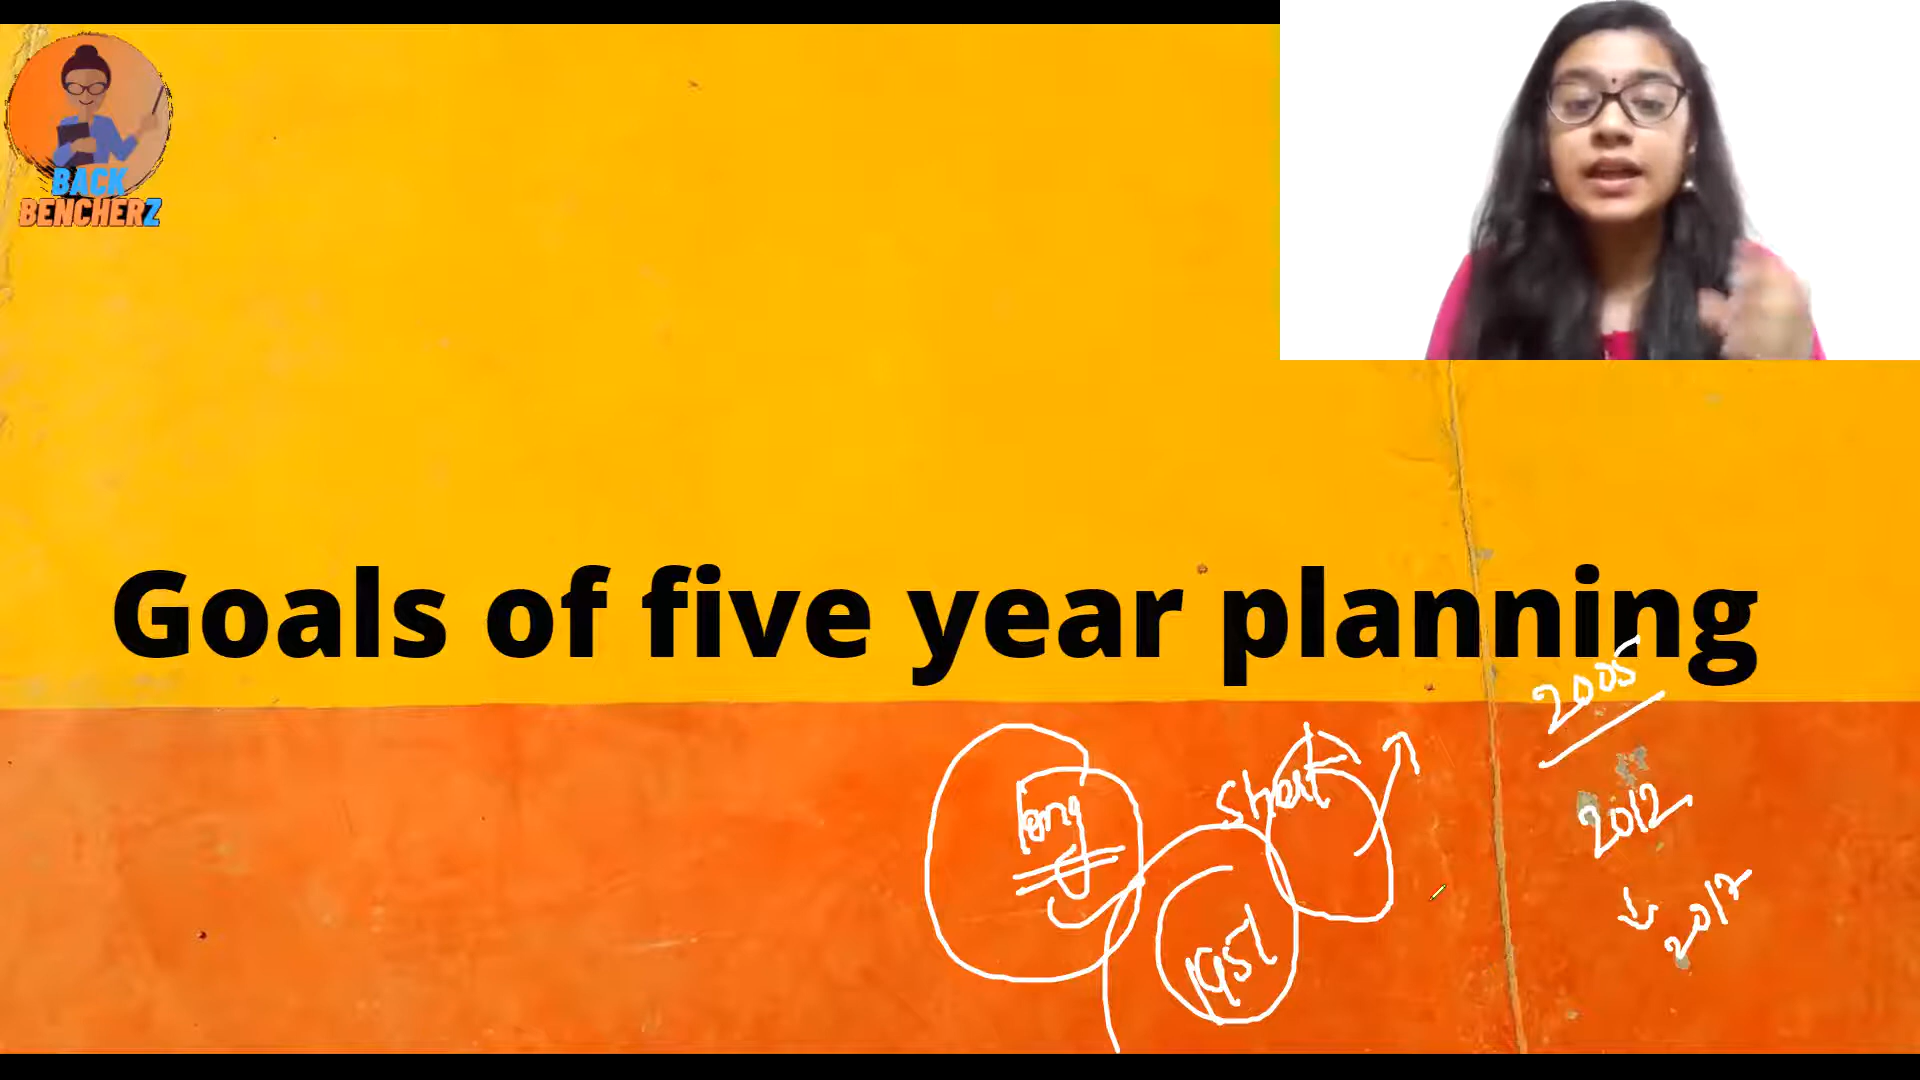 BACK
BENCHERZ
Goals of five year planning
2005
long
Short
2012
1951
2017